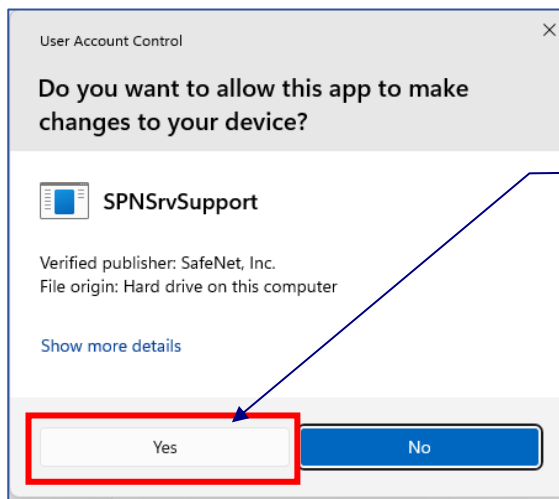 User Account Control
Do you want to allow this app to make
changes to your device?
SPNSrvSupport
Verified publisher: SafeNet, Inc.
File origin: Hard drive on this computer
Show more details
Yes
No